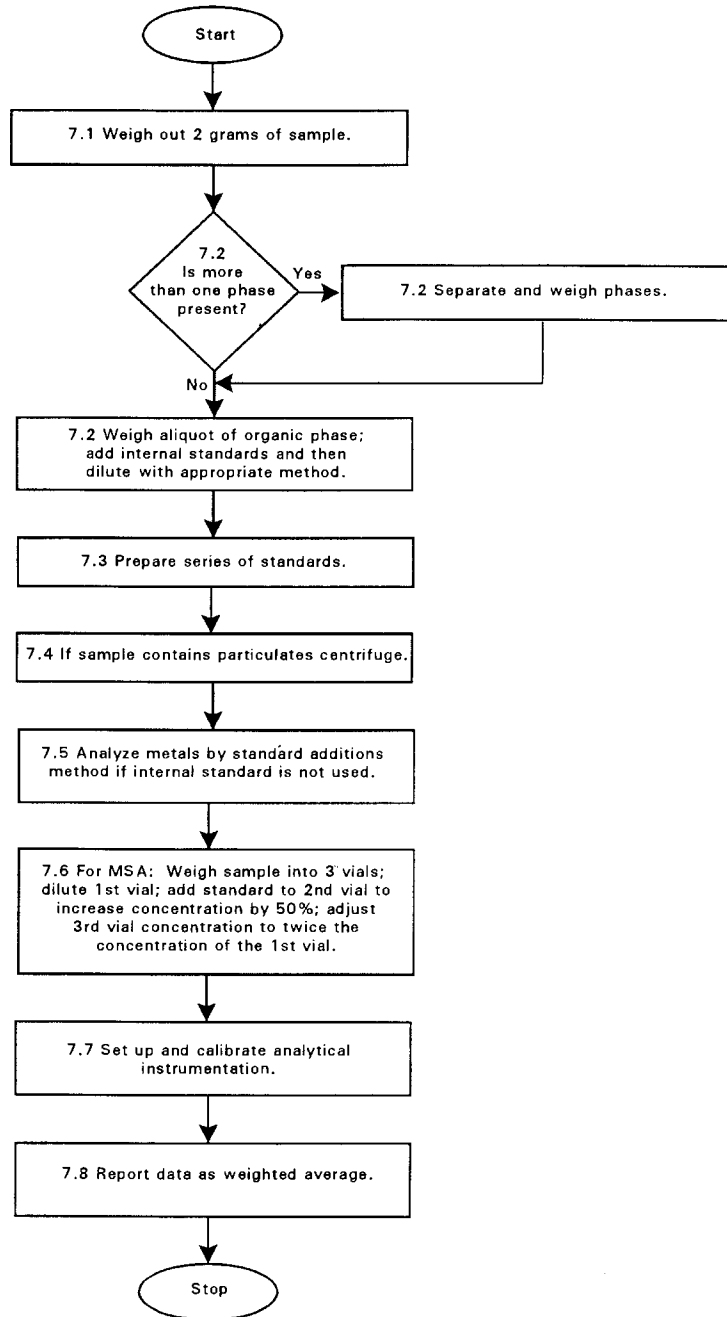 Start
7.1 Weigh out 2 grams of sample.
7.2
Is more
than one phase
present?
Yes
7.2 Separate and weigh phases.
No
7.2 Weigh aliquot of organic phase;
add internal standards and then
dilute with appropriate method.
7.3 Prepare series of standards.
7.4 If sample contains particulates centrifuge.
7.5 Analyze metals by standard additions
method if internal standard is not used.
7.6 For MSA: Weigh sample into 3 vials;
dilute 1st vial; add standard to 2nd vial to
increase concentration by 50%; adjust
3rd vial concentration to twice the
concentration of the 1st vial.
7.7 Set up and calibrate analytical
instrumentation.
7.8 Report data as weighted average.
Stop